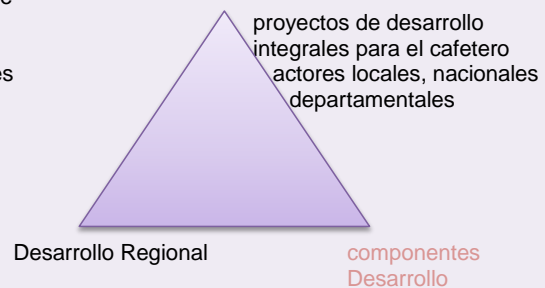 proyectos de desarrollo
integrales para el cafetero
actores locales, nacionales
departamentales
Desarrollo Regional
componentes
Desarrollo